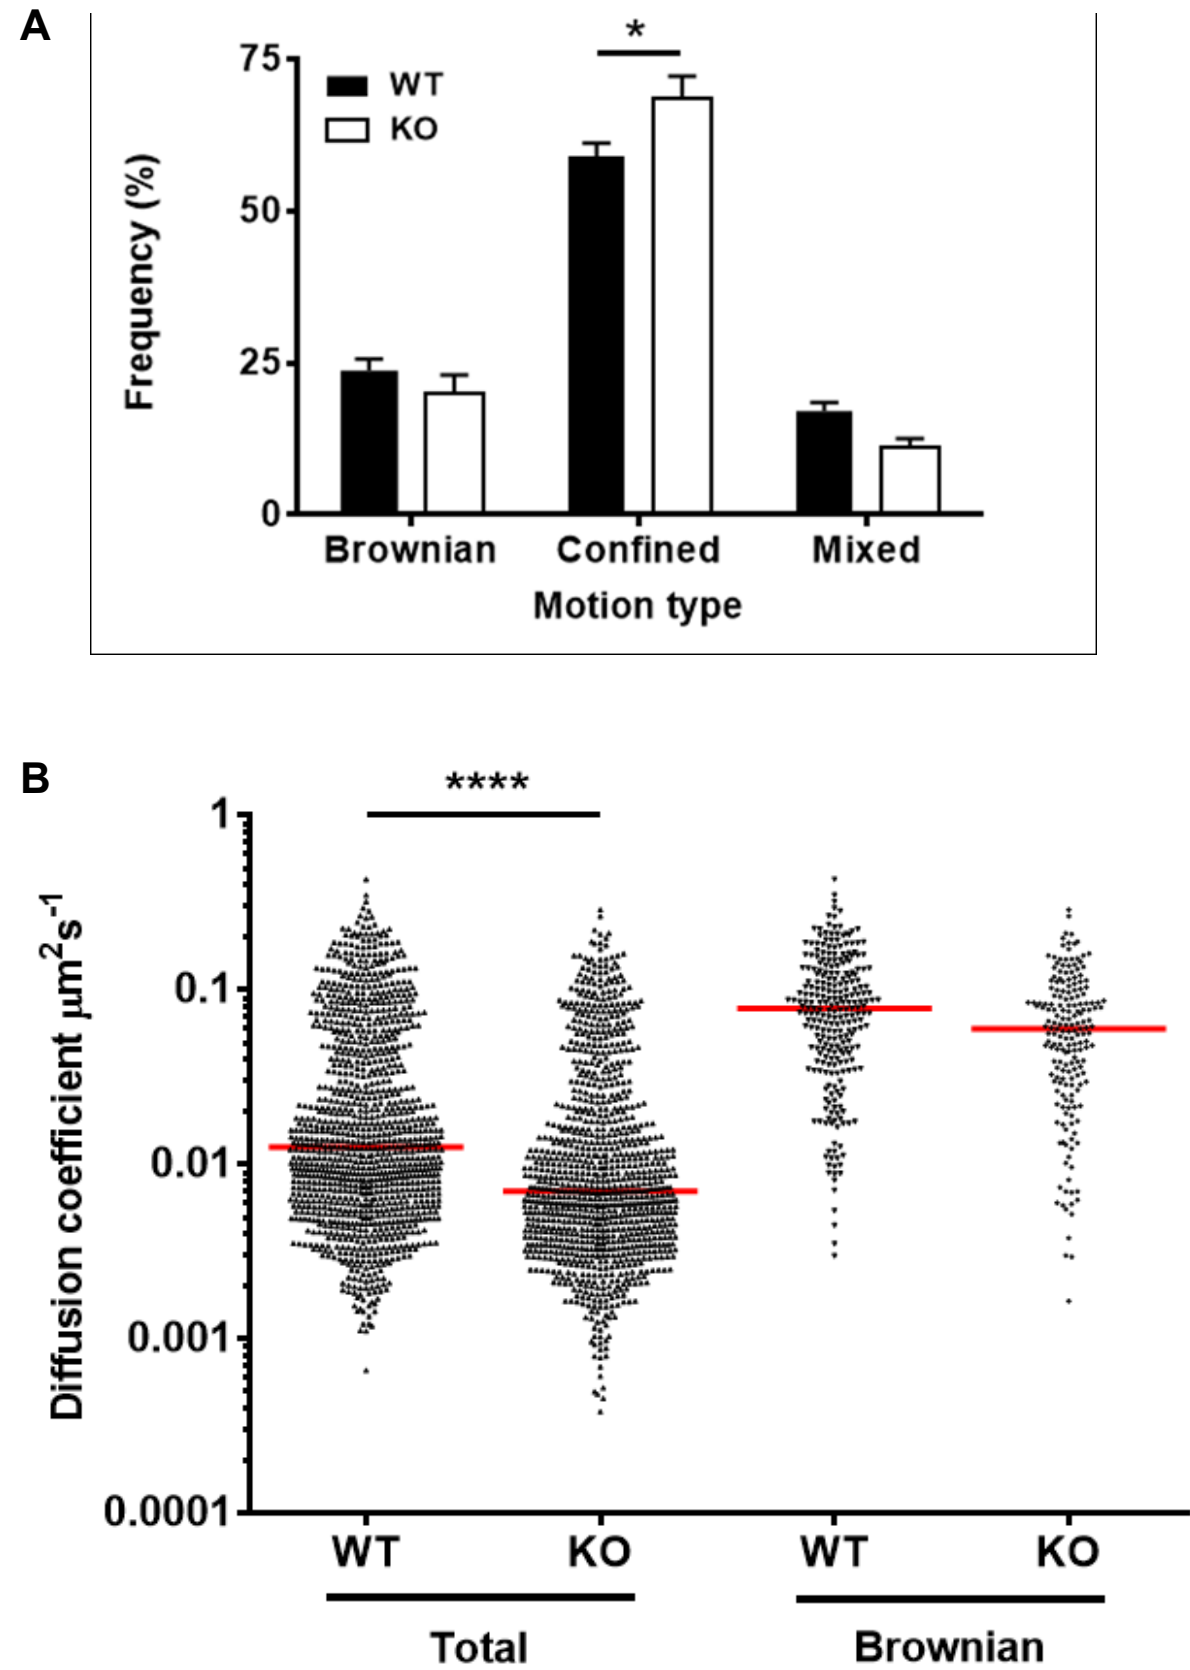 A
*
75
WT
KO
50
25
0
Frequency (%)
Brownian Confined Mixed
Motion type
B
****
1
0.1
0.01
0.001
0.0001
Diffusion coefficient μm²s⁻¹
WT KO WT KO
Total Brownian